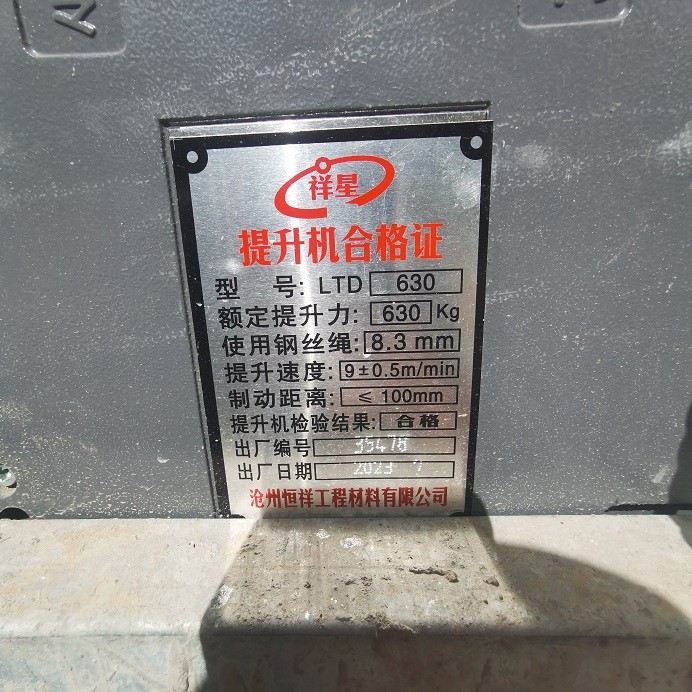 A
祥星
提升机合格证
型 号: LTD 630
额定提升力: 630 Kg
使用钢丝绳: 8.3 mm
提升速度: 9±0.5m/min
制动距离: ≤ 100mm
提升机检验结果: 合格
出厂编号 35478
出厂日期 2023 7
沧州恒祥工程材料有限公司